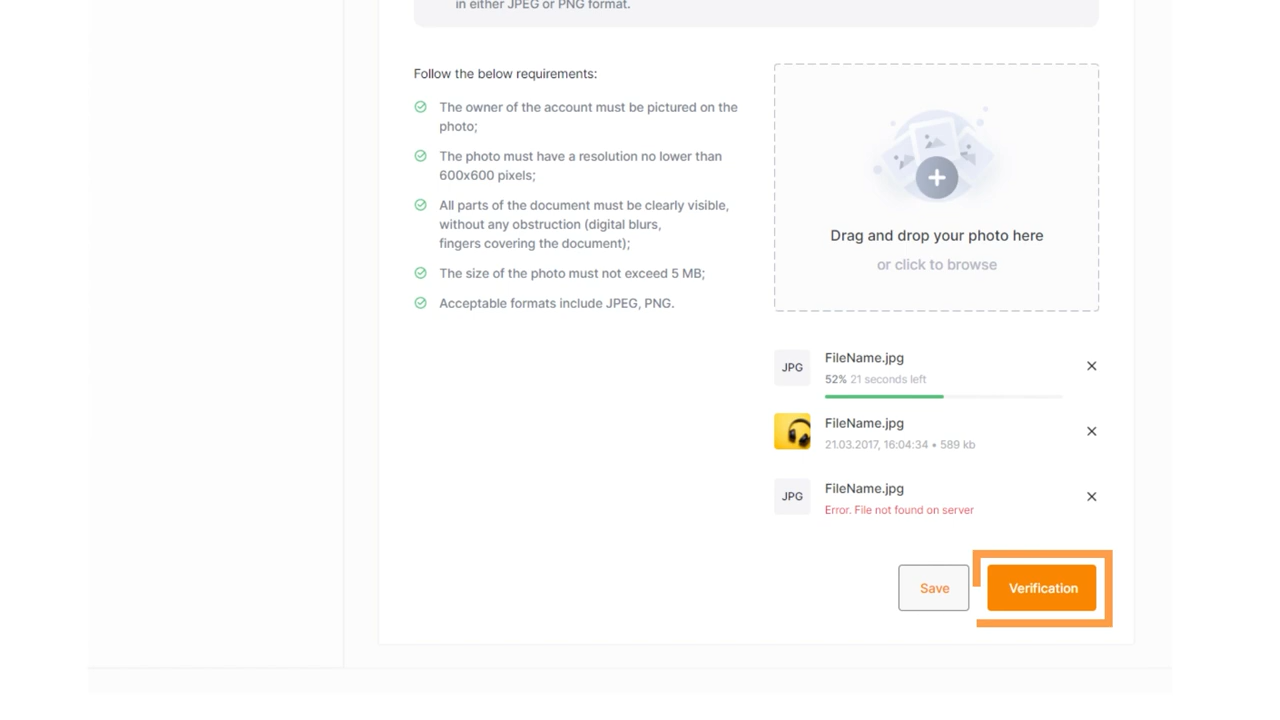 in either JPEG or PNG format.
Follow the below requirements:
The owner of the account must be pictured on the
photo;
The photo must have a resolution no lower than
600x600 pixels;
All parts of the document must be clearly visible,
without any obstruction (digital blurs,
fingers covering the document);
The size of the photo must not exceed 5 MB;
Acceptable formats include JPEG, PNG.
Drag and drop your photo here
or click to browse
JPG
FileName.jpg
52% 21 seconds left
FileName.jpg
21.03.2017, 16:04:34 • 589 kb
JPG
FileName.jpg
Error. File not found on server
Save
Verification